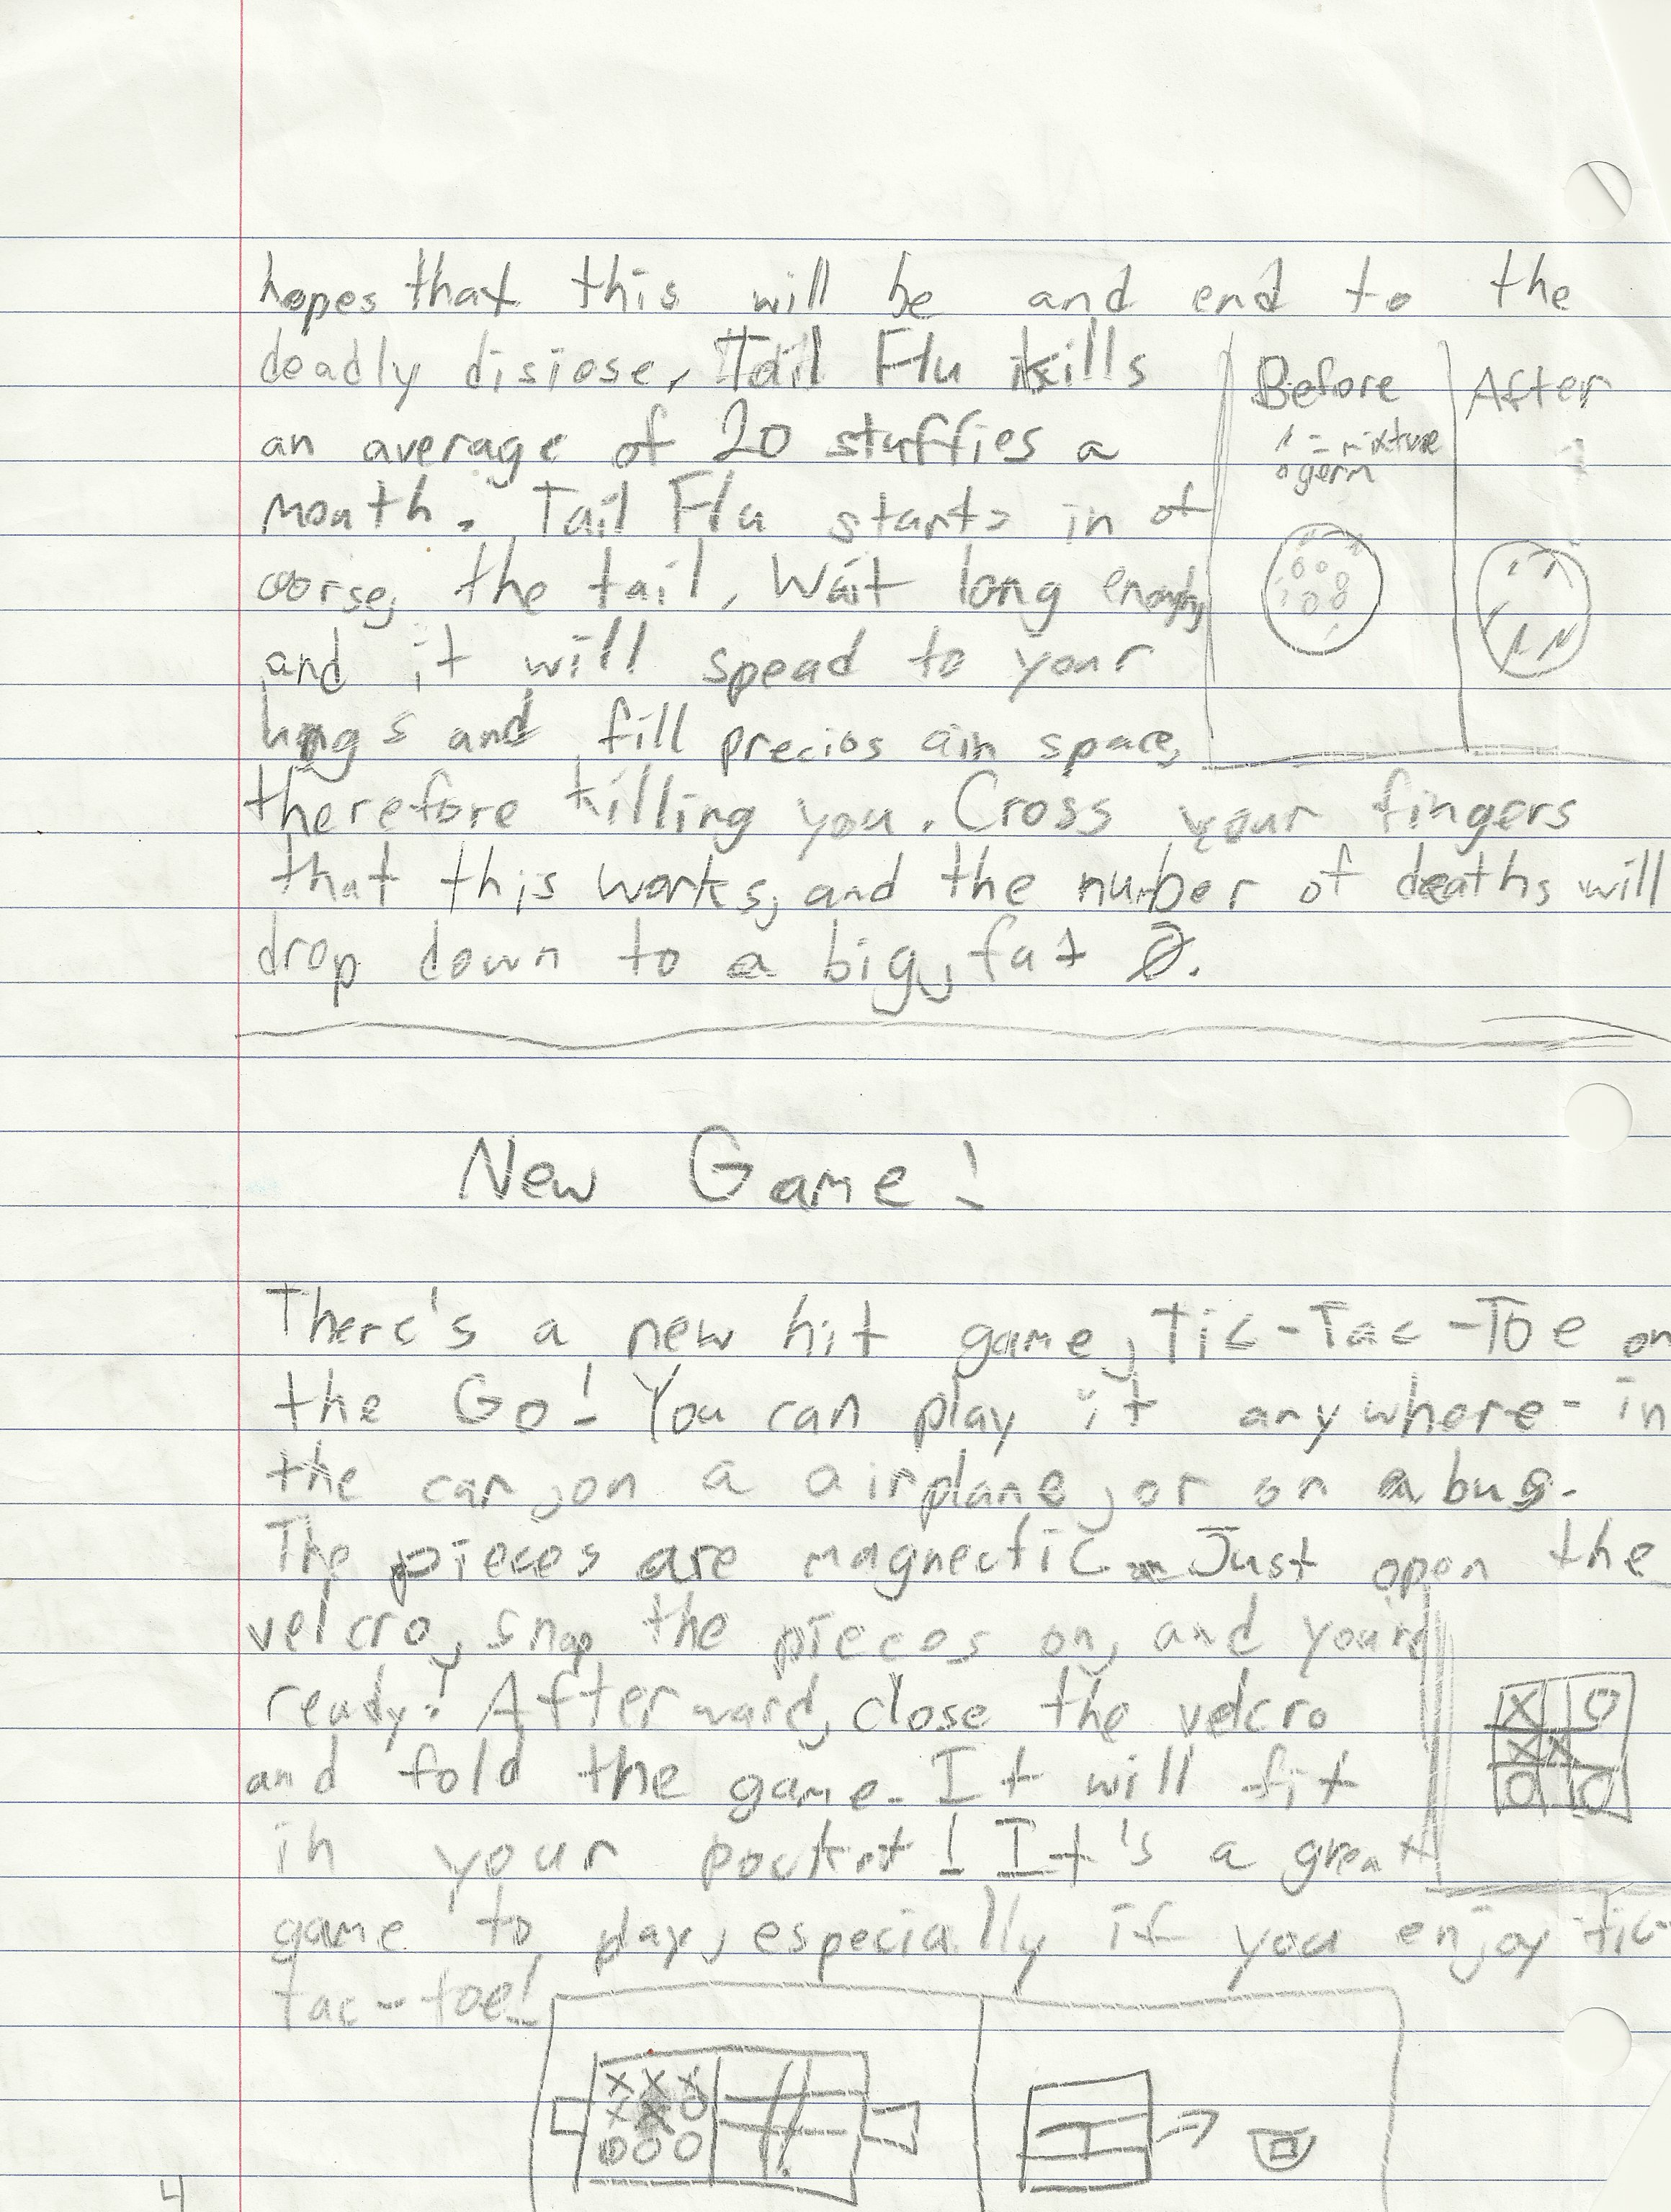 hopes that this will be and end to the
deadly disiose, Tail Flu kills
an average of 20 stuffies a
month. Tail Flu starts in of
corse, the tail. Wait long enough,
and it will spead to your
lungs and fill precios air space,
therefore killing you. Cross your fingers
that this works, and the number of deaths will
drop down to a big, fat 0.
Before
After
= mixture
germ
New Game!
There's a new hit game, Tic-Tac-Toe on
the Go! You can play it anywhere - in
the car, on a airplane, or on a bus.
The pieces are magnectic. Just open the
velcro, snap the pieces on, and your
ready! Afterward, close the velcro
and fold the game. It will fit
in your pocket! It's a great
game to play, especially if you enjoy tic-
tac-toe!
X O
X X
O O
X X X
X X O
O O O
4